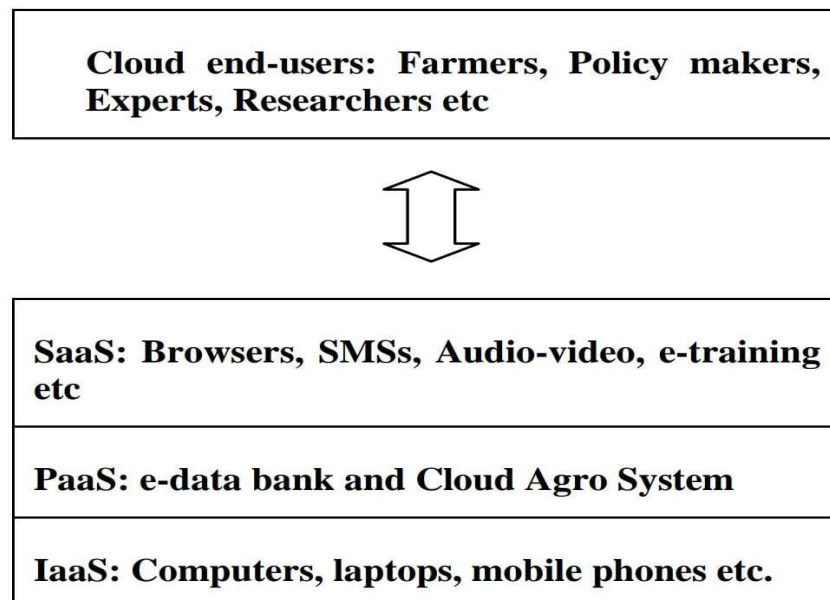 Cloud end-users: Farmers, Policy makers,
Experts, Researchers etc
SaaS: Browsers, SMSs, Audio-video, e-training
etc
PaaS: e-data bank and Cloud Agro System
IaaS: Computers, laptops, mobile phones etc.